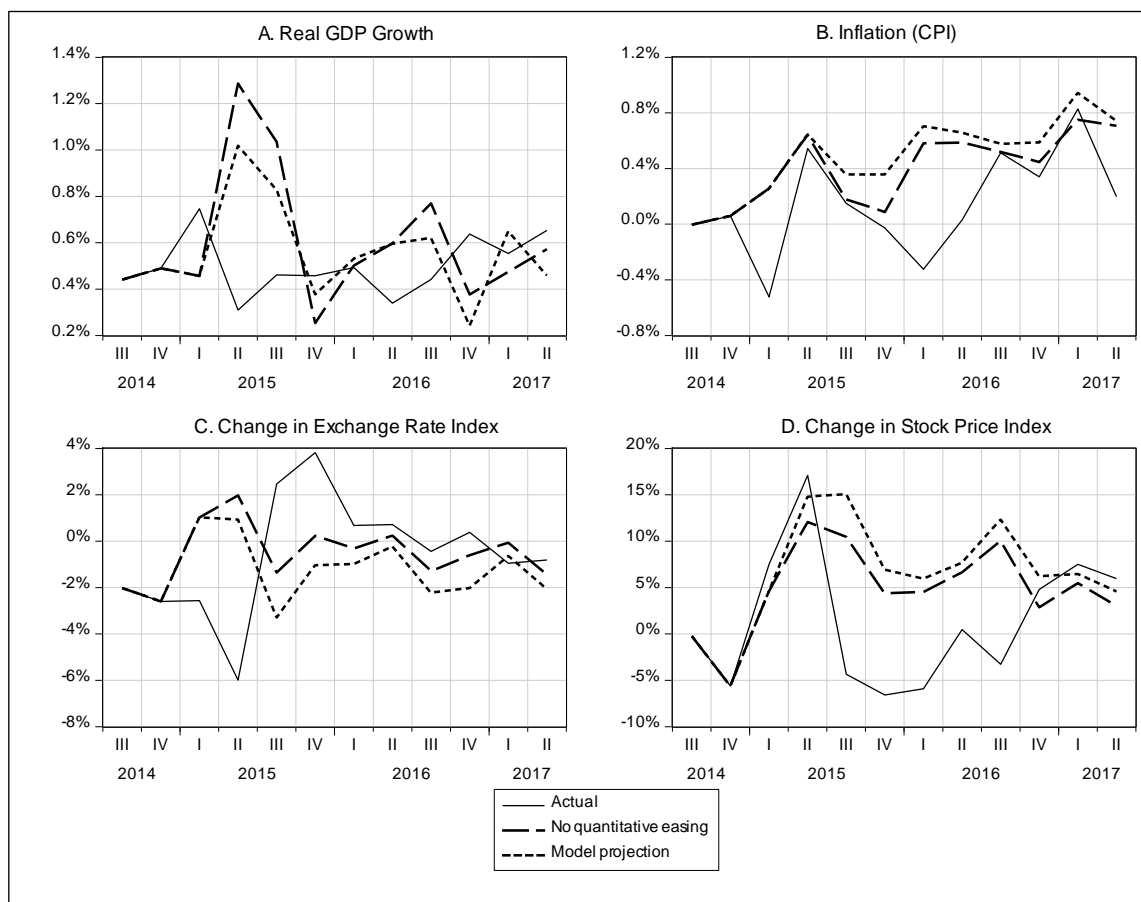 A. Real GDP Growth
1.4%
1.2%
1.0%
0.8%
0.6%
0.4%
0.2%
III IV I II III IV I II III IV I II
2014 2015 2016 2017
B. Inflation (CPI)
1.2%
0.8%
0.4%
0.0%
-0.4%
-0.8%
III IV I II III IV I II III IV I II
2014 2015 2016 2017
C. Change in Exchange Rate Index
4%
2%
0%
-2%
-4%
-6%
-8%
III IV I II III IV I II III IV I II
2014 2015 2016 2017
D. Change in Stock Price Index
20%
15%
10%
5%
0%
-5%
-10%
III IV I II III IV I II III IV I II
2014 2015 2016 2017
Actual
No quantitative easing
Model projection